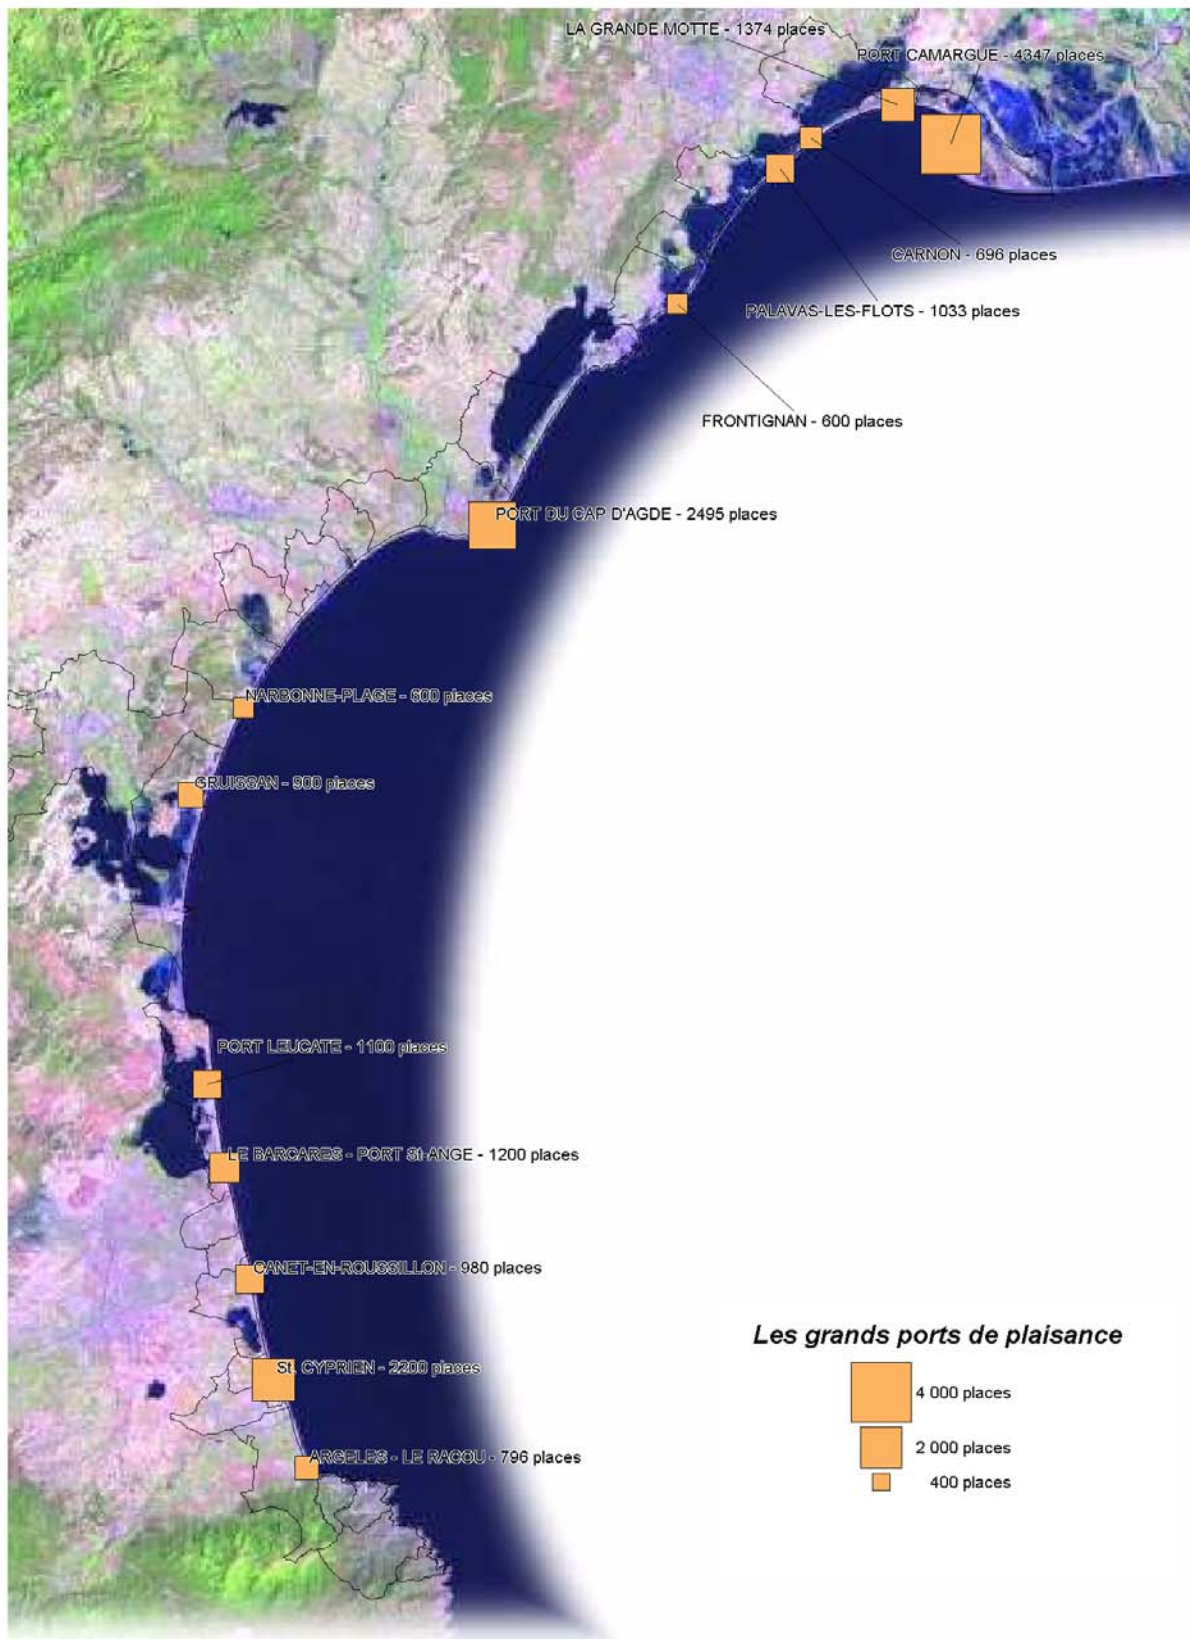 LA GRANDE MOTTE - 1374 places
PORT CAMARGUE - 4347 places
CARNON - 696 places
PALAVAS-LES-FLOTS - 1033 places
FRONTIGNAN - 600 places
PORT DU CAP D'AGDE - 2495 places
NARBONNE-PLAGE - 600 places
GRUISSAN - 900 places
PORT LEUCATE - 1100 places
LE BARCARES - PORT St-ANGE - 1200 places
CANET-EN-ROUSSILLON - 980 places
St. CYPRIEN - 2200 places
ARGELES - LE RACOU - 796 places
Les grands ports de plaisance
4 000 places
2 000 places
400 places